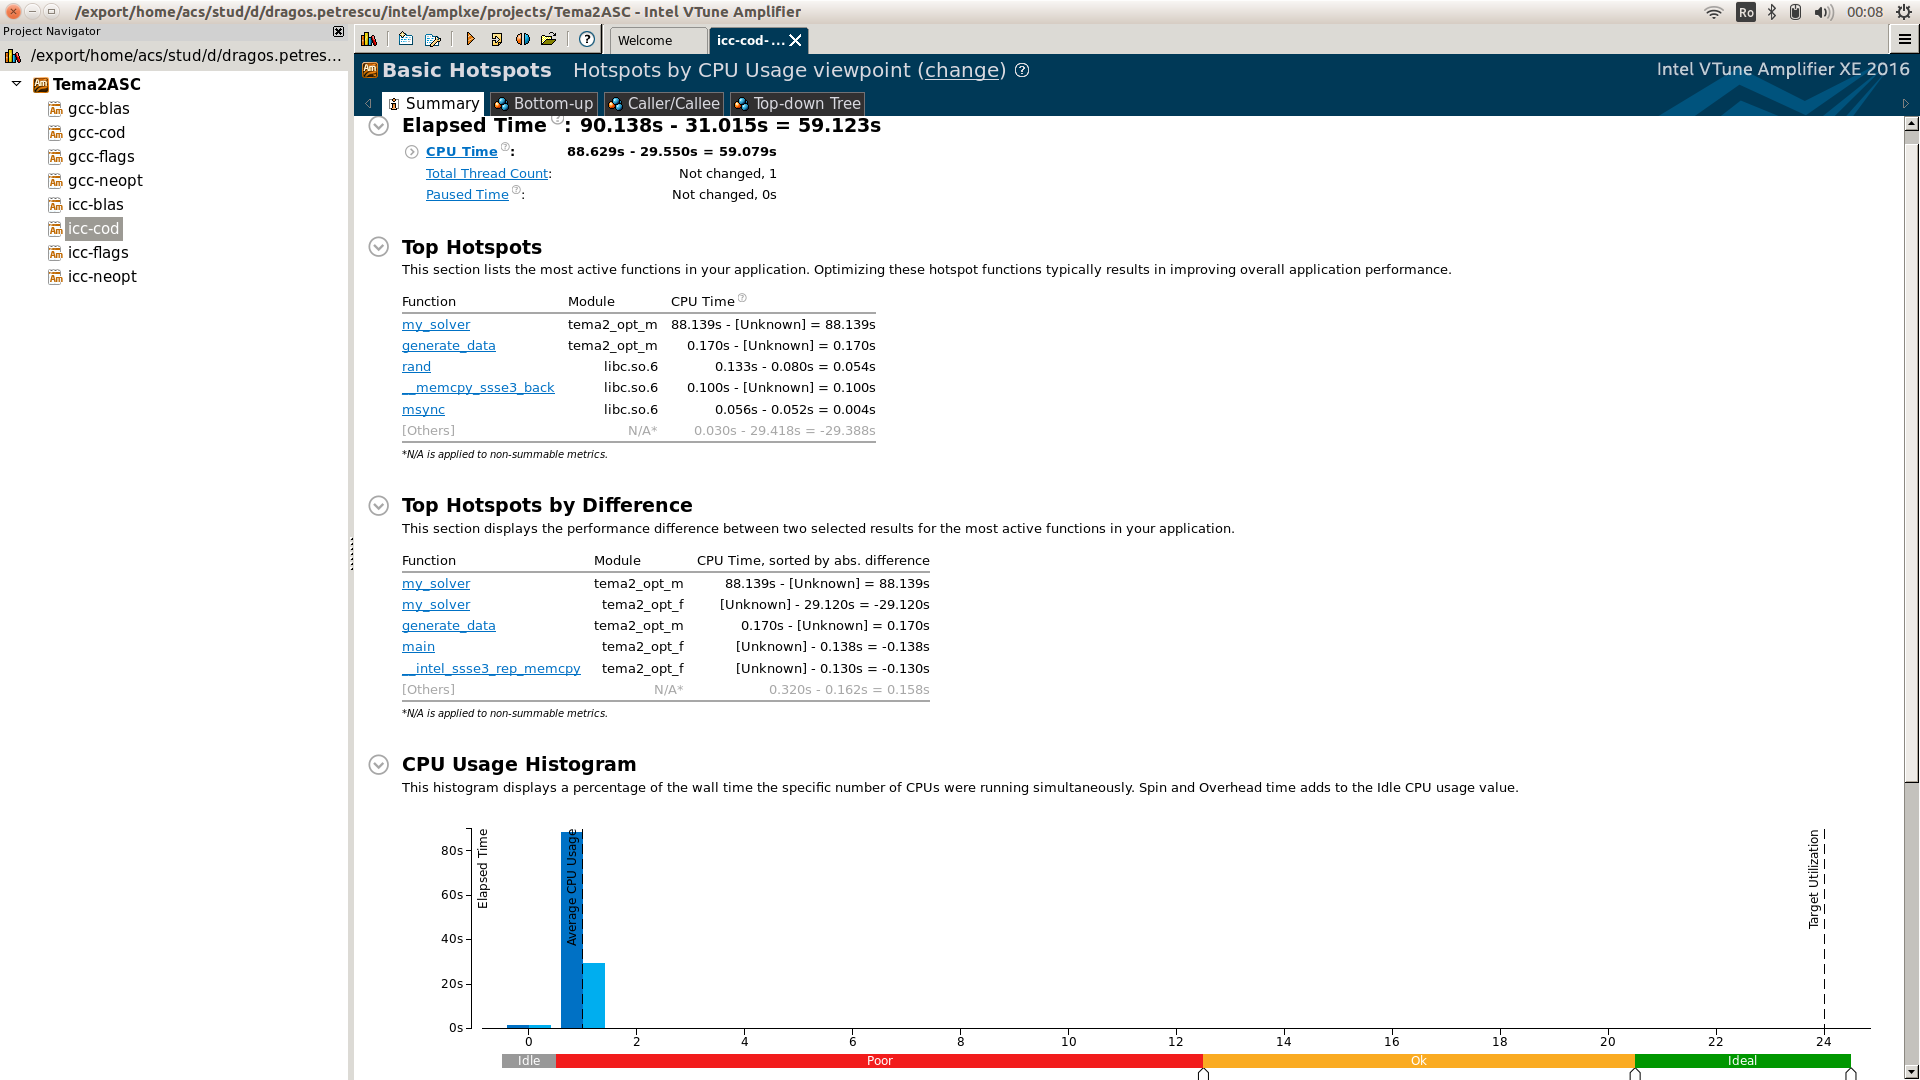 /export/home/acs/stud/d/dragos.petrescu/intel/amplxe/projects/Tema2ASC - Intel VTune Amplifier
Ro
00:08
Project Navigator
/export/home/acs/stud/d/dragos.petres...
Tema2ASC
gcc-blas
gcc-cod
gcc-flags
gcc-neopt
icc-blas
icc-cod
icc-flags
icc-neopt
Welcome
icc-cod-...
Basic Hotspots Hotspots by CPU Usage viewpoint (change)
Intel VTune Amplifier XE 2016
Summary
Bottom-up
Caller/Callee
Top-down Tree
Elapsed Time : 90.138s - 31.015s = 59.123s
CPU Time : 88.629s - 29.550s = 59.079s
Total Thread Count: Not changed, 1
Paused Time : Not changed, 0s
Top Hotspots
This section lists the most active functions in your application. Optimizing these hotspot functions typically results in improving overall application performance.
Function Module CPU Time
my_solver tema2_opt_m 88.139s - [Unknown] = 88.139s
generate_data tema2_opt_m 0.170s - [Unknown] = 0.170s
rand libc.so.6 0.133s - 0.080s = 0.054s
__memcpy_ssse3_back libc.so.6 0.100s - [Unknown] = 0.100s
msync libc.so.6 0.056s - 0.052s = 0.004s
[Others] N/A* 0.030s - 29.418s = -29.388s
*N/A is applied to non-summable metrics.
Top Hotspots by Difference
This section displays the performance difference between two selected results for the most active functions in your application.
Function Module CPU Time, sorted by abs. difference
my_solver tema2_opt_m 88.139s - [Unknown] = 88.139s
my_solver tema2_opt_f [Unknown] - 29.120s = -29.120s
generate_data tema2_opt_m 0.170s - [Unknown] = 0.170s
main tema2_opt_f [Unknown] - 0.138s = -0.138s
__intel_ssse3_rep_memcpy tema2_opt_f [Unknown] - 0.130s = -0.130s
[Others] N/A* 0.320s - 0.162s = 0.158s
*N/A is applied to non-summable metrics.
CPU Usage Histogram
This histogram displays a percentage of the wall time the specific number of CPUs were running simultaneously. Spin and Overhead time adds to the Idle CPU usage value.
80s
60s
40s
20s
0s
Elapsed Time
Average CPU Usage
Target Utilization
0 2 4 6 8 10 12 14 16 18 20 22 24
Idle Poor Ok Ideal